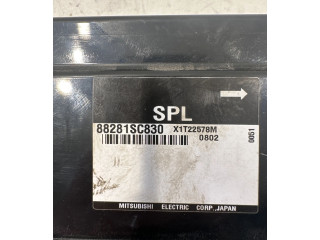 SPL
88281SC830 X1T22578M
0802
0051
MITSUBISHI ELECTRIC CORP.,JAPAN